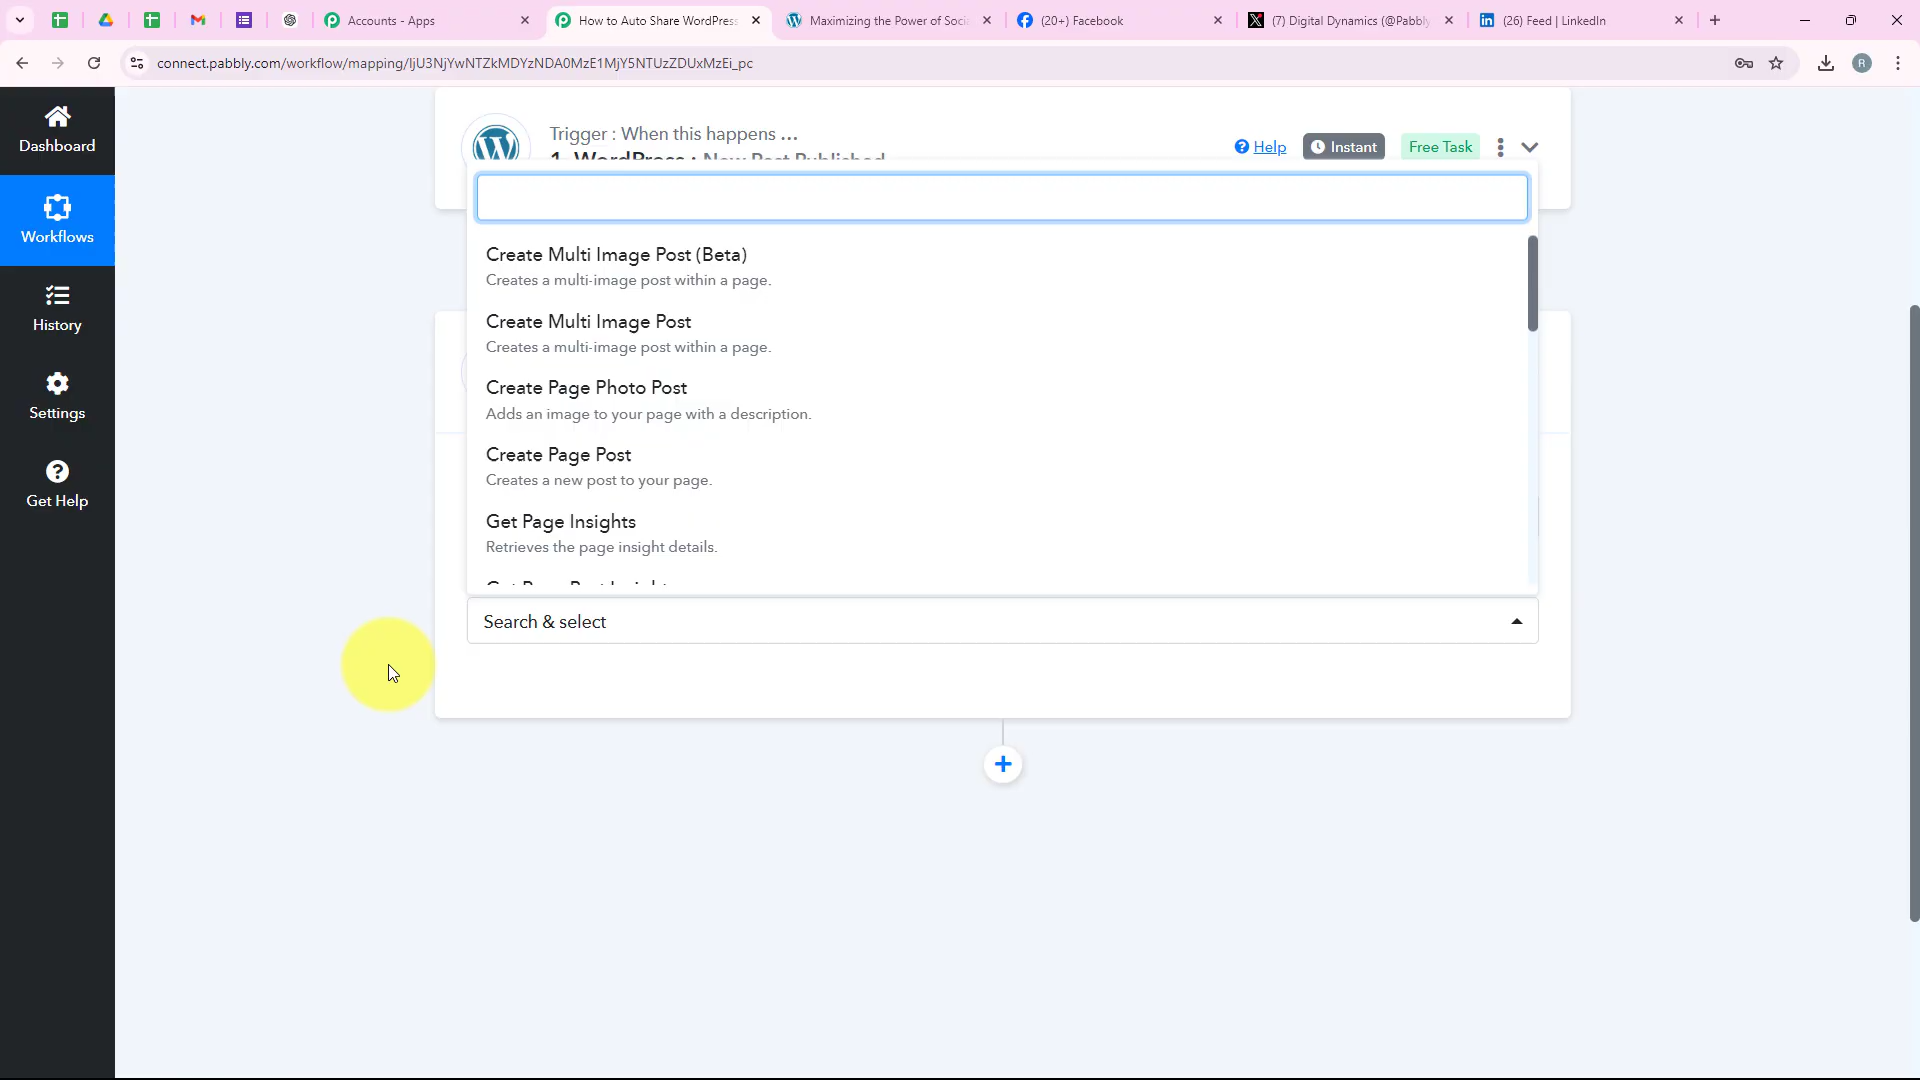 Accounts - Apps
How to Auto Share WordPress
Maximizing the Power of Soci
(20+) Facebook
(7) Digital Dynamics (@Pabbly
(26) Feed | LinkedIn
connect.pabbly.com/workflow/mapping/IjU3NjYwNTZkMDYzNDA0MzE1MjY5NTUzZDUxMzEi_pc
R
Dashboard
Workflows
History
Settings
Get Help
Trigger : When this happens ...
1. WordPress : New Post Published
Help
Instant
Free Task
Create Multi Image Post (Beta)
Creates a multi-image post within a page.
Create Multi Image Post
Creates a multi-image post within a page.
Create Page Photo Post
Adds an image to your page with a description.
Create Page Post
Creates a new post to your page.
Get Page Insights
Retrieves the page insight details.
Search & select